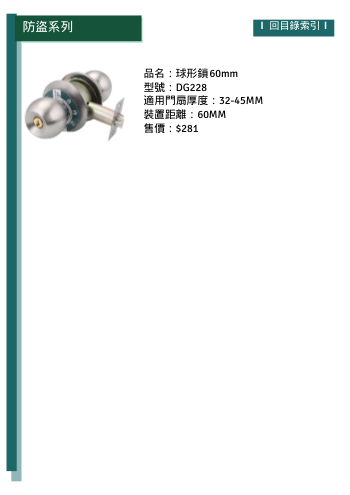 防盜系列
I 回目錄索引 I
品名：球形鎖60mm
型號：DG228
適用門扇厚度：32-45MM
裝置距離：60MM
售價：$281